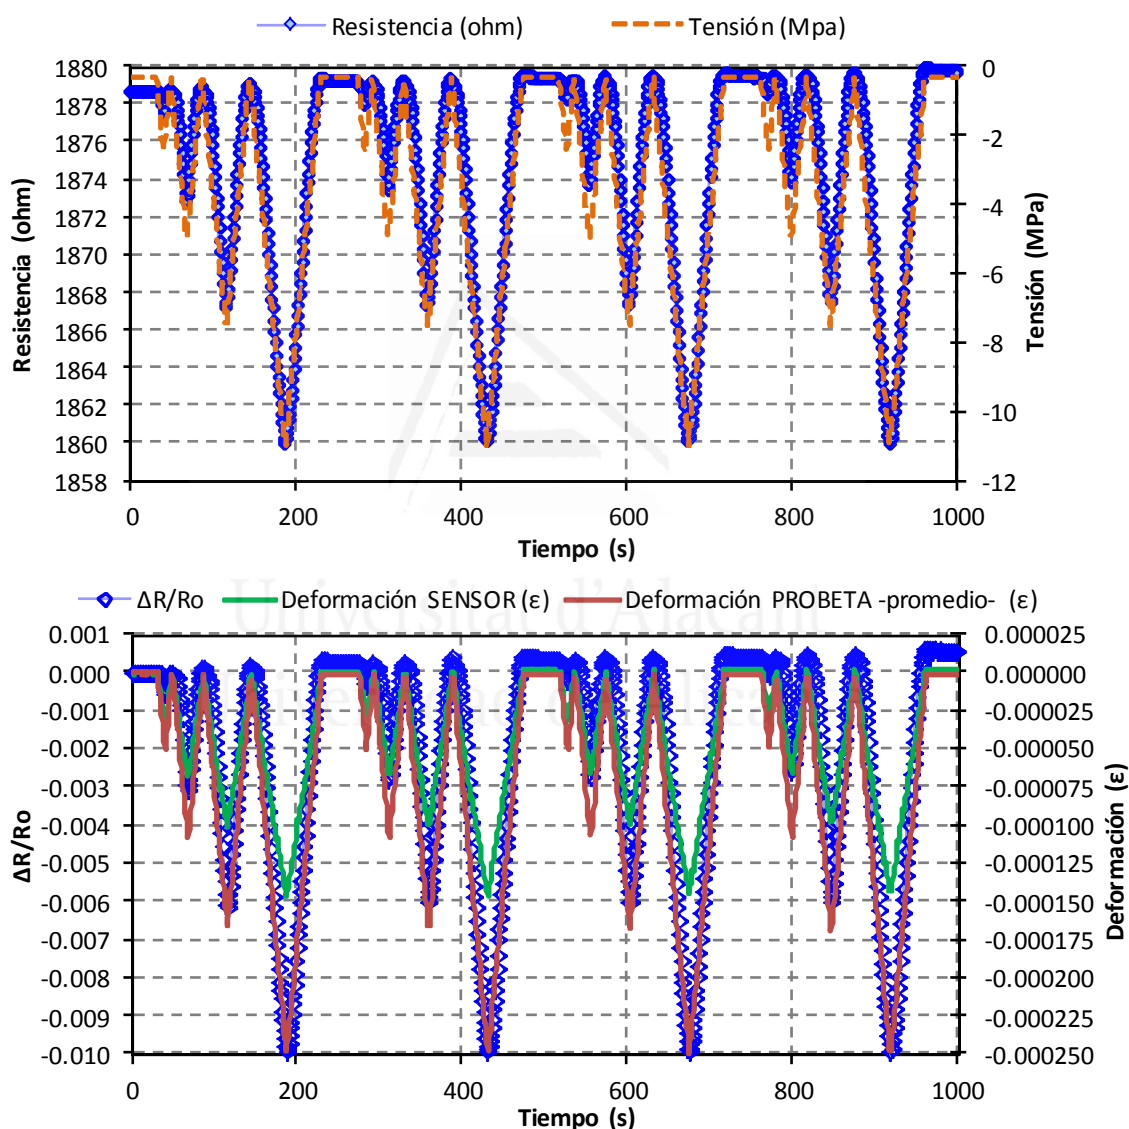 Resistencia (ohm) Tensión (Mpa)
1880 0
1878
1876 -2
1874
1872 -4
1870
1868 -6
1866
1864 -8
1862 -10
1860
1858 -12
Resistencia (ohm)
Tensión (MPa)
0 200 400 600 800 1000
Tiempo (s)
Universitat d'Alacant
Universidad de Alicante
ΔR/Ro Deformación SENSOR (ε) Deformación PROBETA -promedio- (ε)
0.001 0.000025
0.000 0.000000
-0.001 -0.000025
-0.002 -0.000050
-0.003 -0.000075
-0.004 -0.000100
-0.005 -0.000125
-0.006 -0.000150
-0.007 -0.000175
-0.008 -0.000200
-0.009 -0.000225
-0.010 -0.000250
ΔR/Ro
Deformación (ε)
0 200 400 600 800 1000
Tiempo (s)